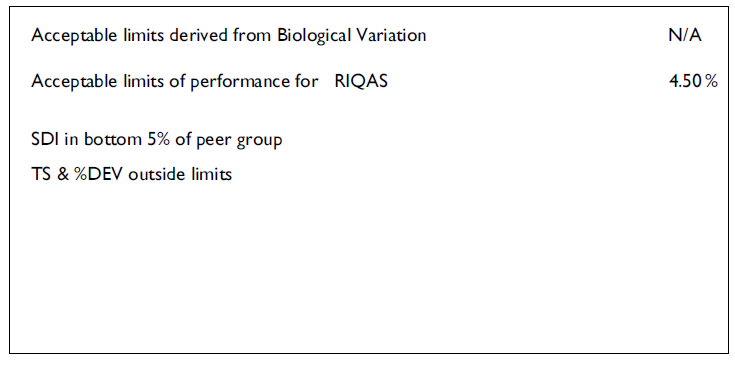 Acceptable limits derived from Biological Variation N/A
Acceptable limits of performance for RIQAS 4.50%
SDI in bottom 5% of peer group
TS & %DEV outside limits